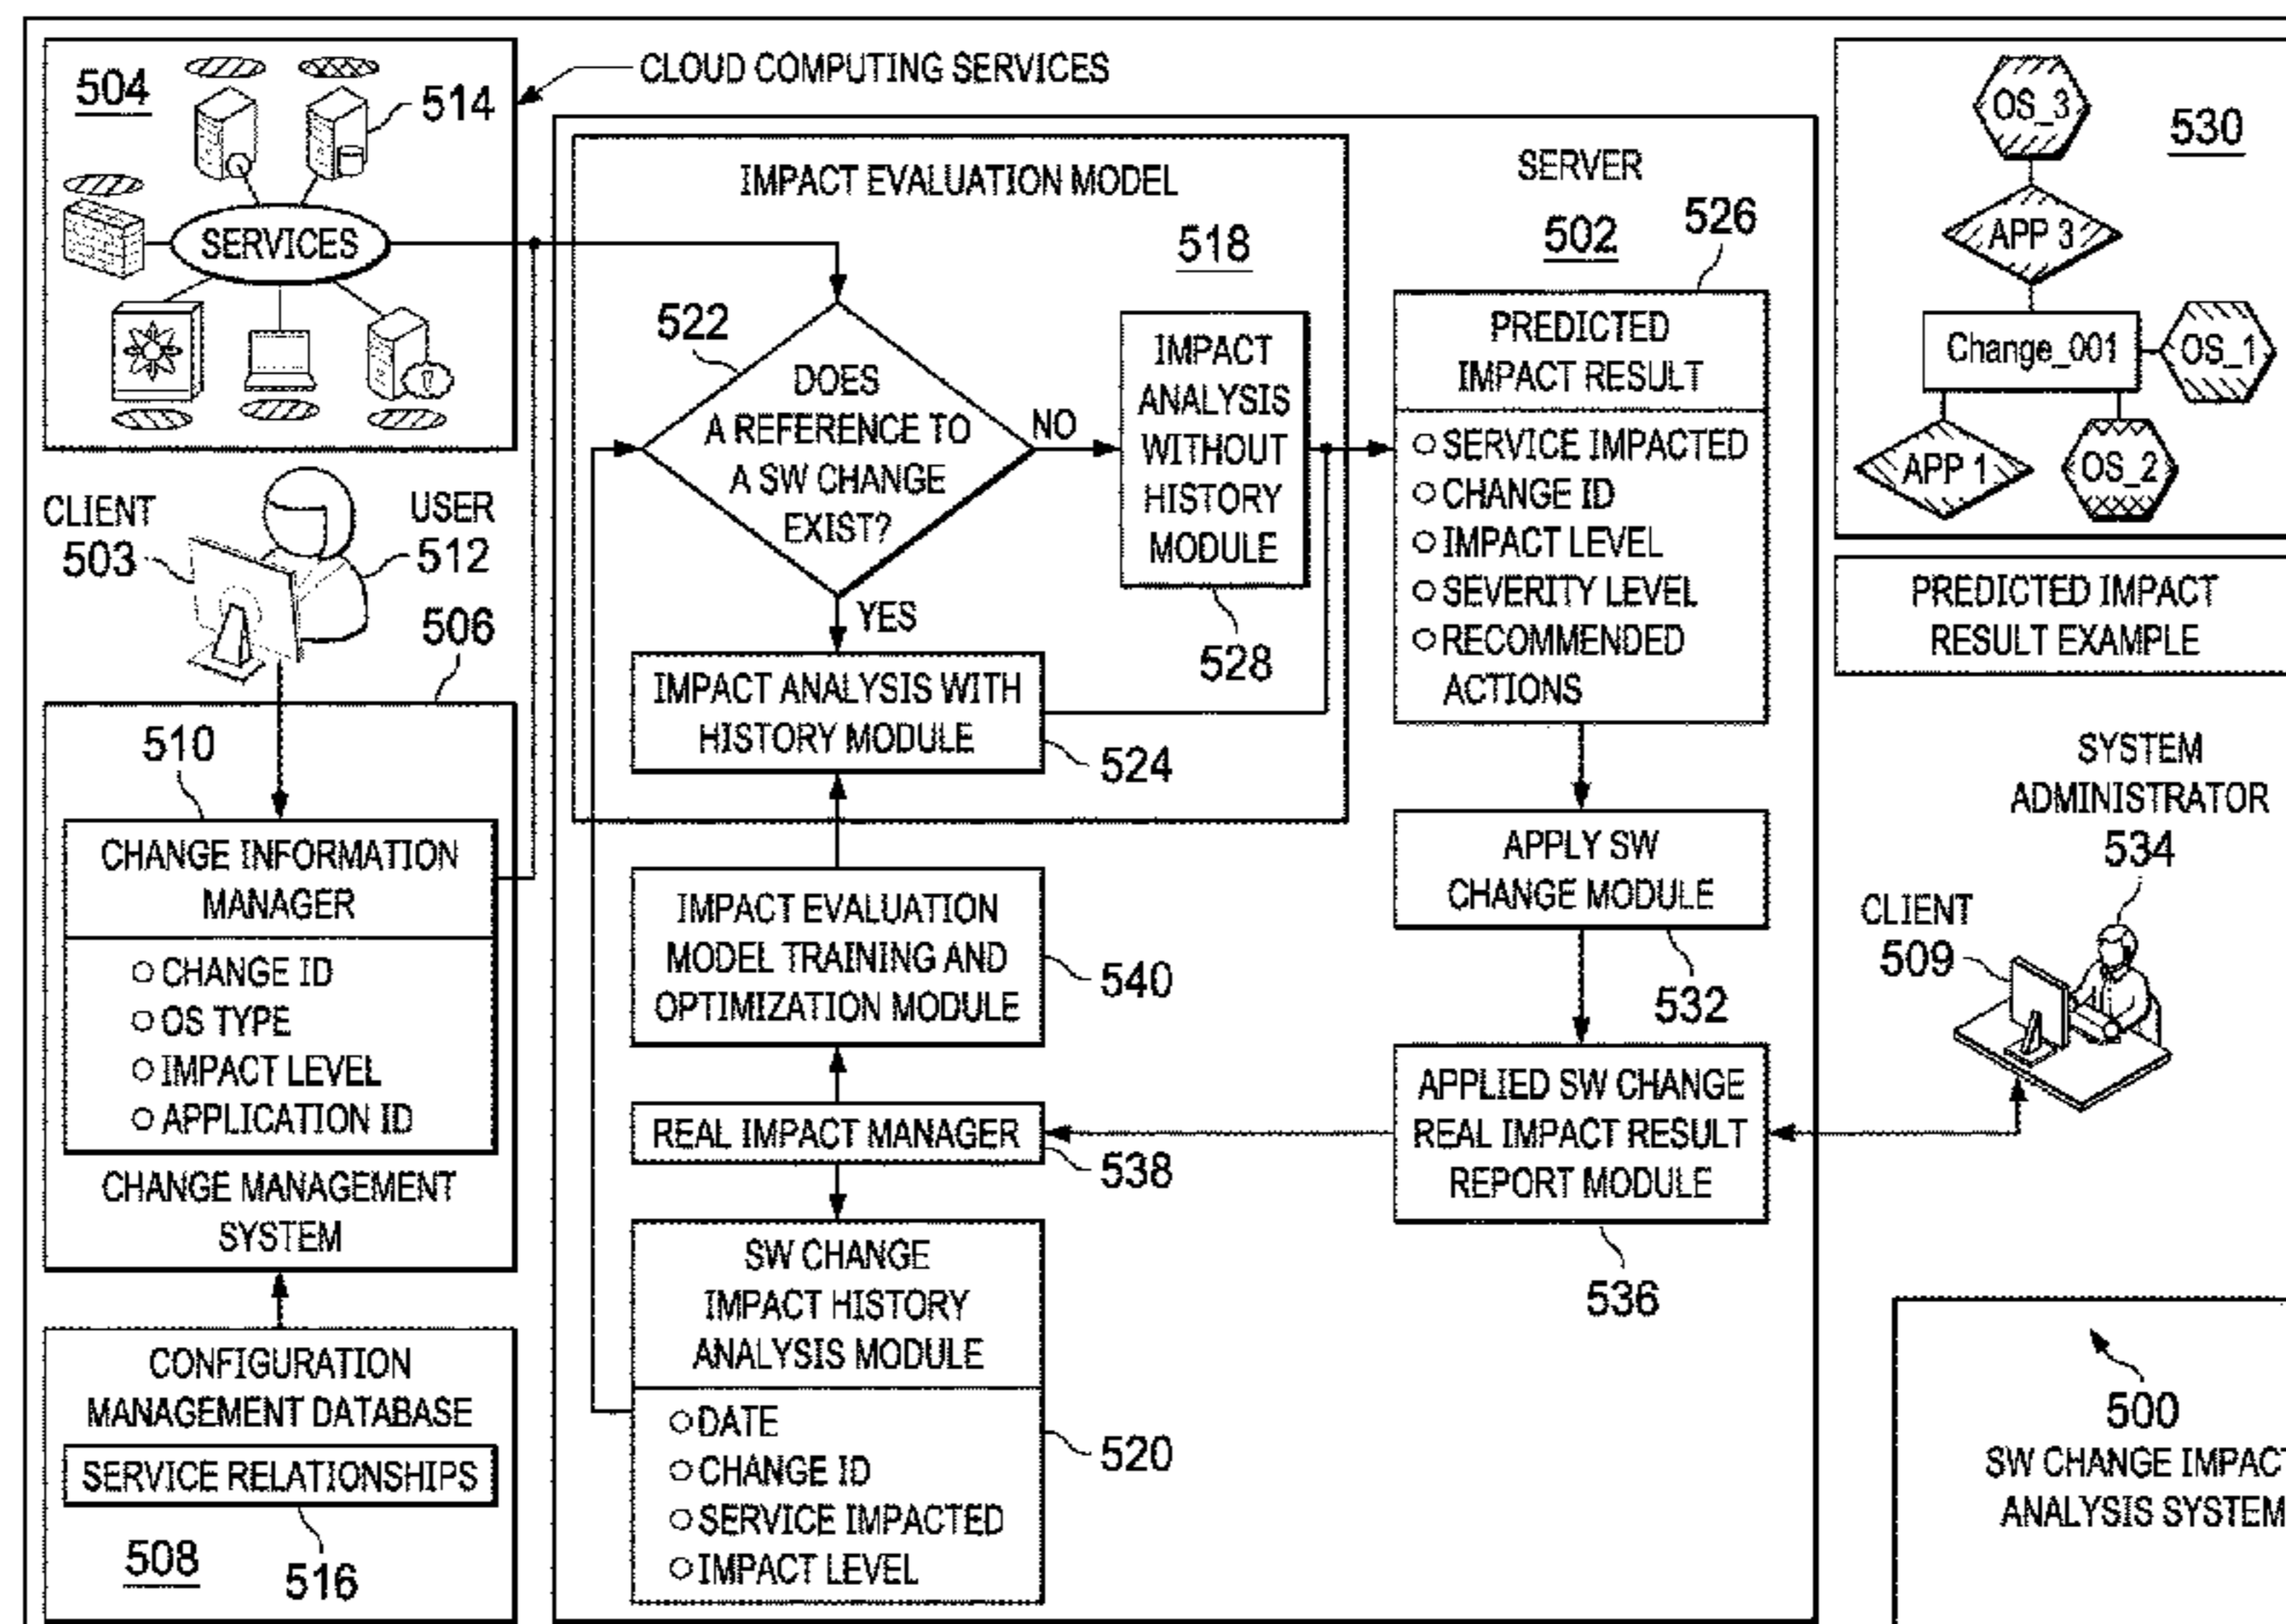 504
514
CLOUD COMPUTING SERVICES
SERVICES
CLIENT
503
USER
512
506
510
CHANGE INFORMATION
MANAGER
CHANGE ID
OS TYPE
IMPACT LEVEL
APPLICATION ID
CHANGE MANAGEMENT
SYSTEM
CONFIGURATION
MANAGEMENT DATABASE
SERVICE RELATIONSHIPS
508
516
IMPACT EVALUATION MODEL
518
522
DOES
A REFERENCE TO
A SW CHANGE
EXIST?
NO
YES
IMPACT
ANALYSIS
WITHOUT
HISTORY
MODULE
528
IMPACT ANALYSIS WITH
HISTORY MODULE
524
IMPACT EVALUATION
MODEL TRAINING AND
OPTIMIZATION MODULE
540
REAL IMPACT MANAGER
538
SW CHANGE
IMPACT HISTORY
ANALYSIS MODULE
DATE
CHANGE ID
SERVICE IMPACTED
IMPACT LEVEL
520
SERVER
502
526
PREDICTED
IMPACT RESULT
SERVICE IMPACTED
CHANGE ID
IMPACT LEVEL
SEVERITY LEVEL
RECOMMENDED
ACTIONS
APPLY SW
CHANGE MODULE
532
APPLIED SW CHANGE
REAL IMPACT RESULT
REPORT MODULE
536
OS_3
530
APP 3
Change_001
OS_1
APP 1
OS_2
PREDICTED IMPACT
RESULT EXAMPLE
SYSTEM
ADMINISTRATOR
534
CLIENT
509
500
SW CHANGE IMPACT
ANALYSIS SYSTEM